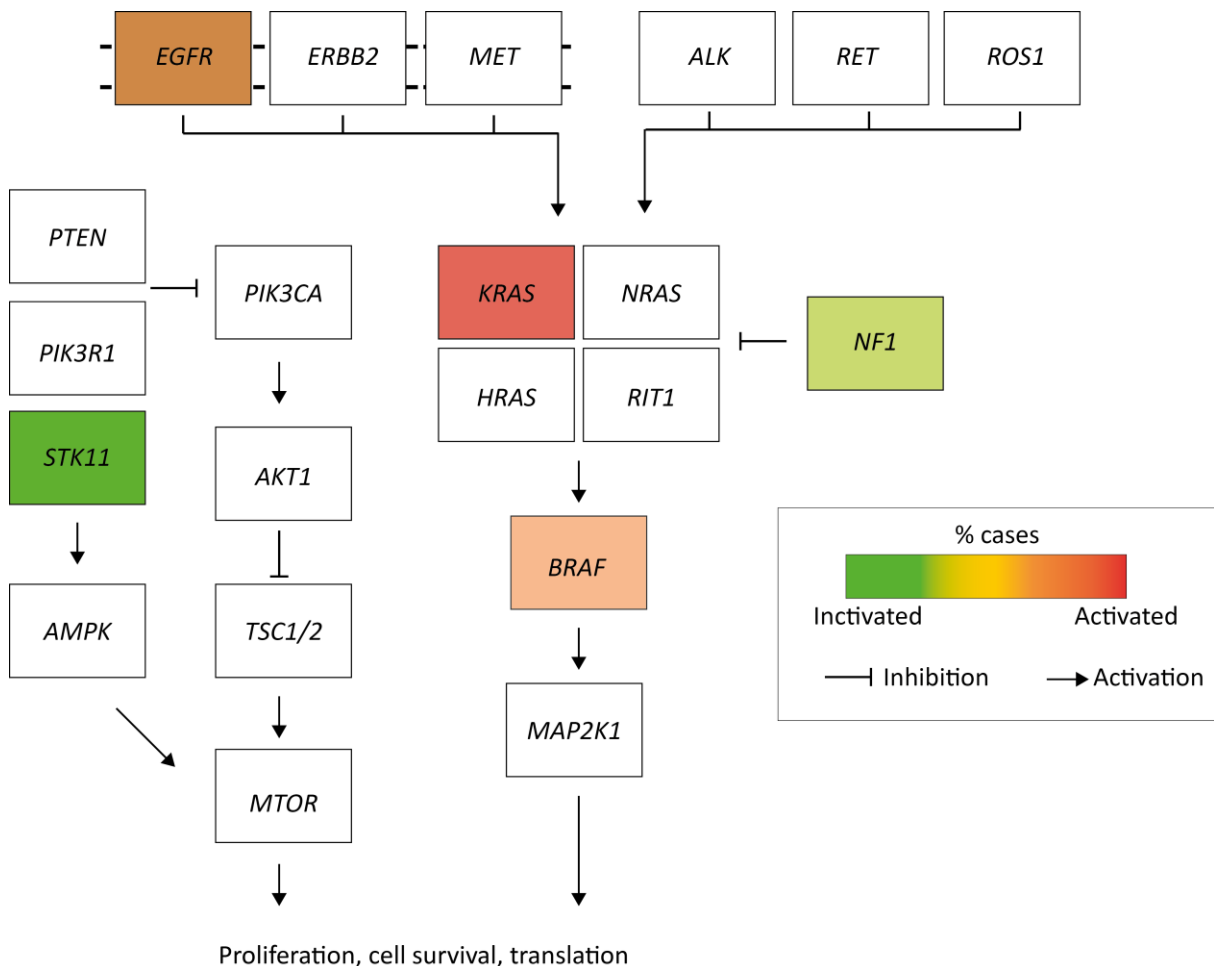 EGFR ERBB2 MET ALK RET ROS1
PTEN
PIK3CA KRAS NRAS
PIK3R1 NF1
HRAS RIT1
STK11 AKT1
% cases
BRAF
Inctivated Activated
AMPK TSC1/2
Inhibition Activation
MAP2K1
MTOR
Proliferation, cell survival, translation